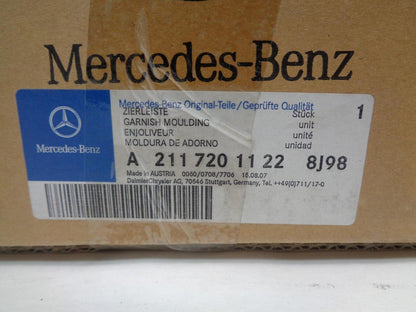 Mercedes-Benz
Mercedes-Benz Original-Teile/Geprüfte Qualität
ZIERLEISTE Stück 1
GARNISH MOULDING unit
ENJOLIVEUR unité
MOLDURA DE ADORNO unidad
Mercedes-Benz
A 211 720 11 22 8J98
Made in AUSTRIA 0060/0708/7706 16.08.07
DaimlerChrysler AG, 70546 Stuttgart, Germany, Tel. ++49(0)711/17-0